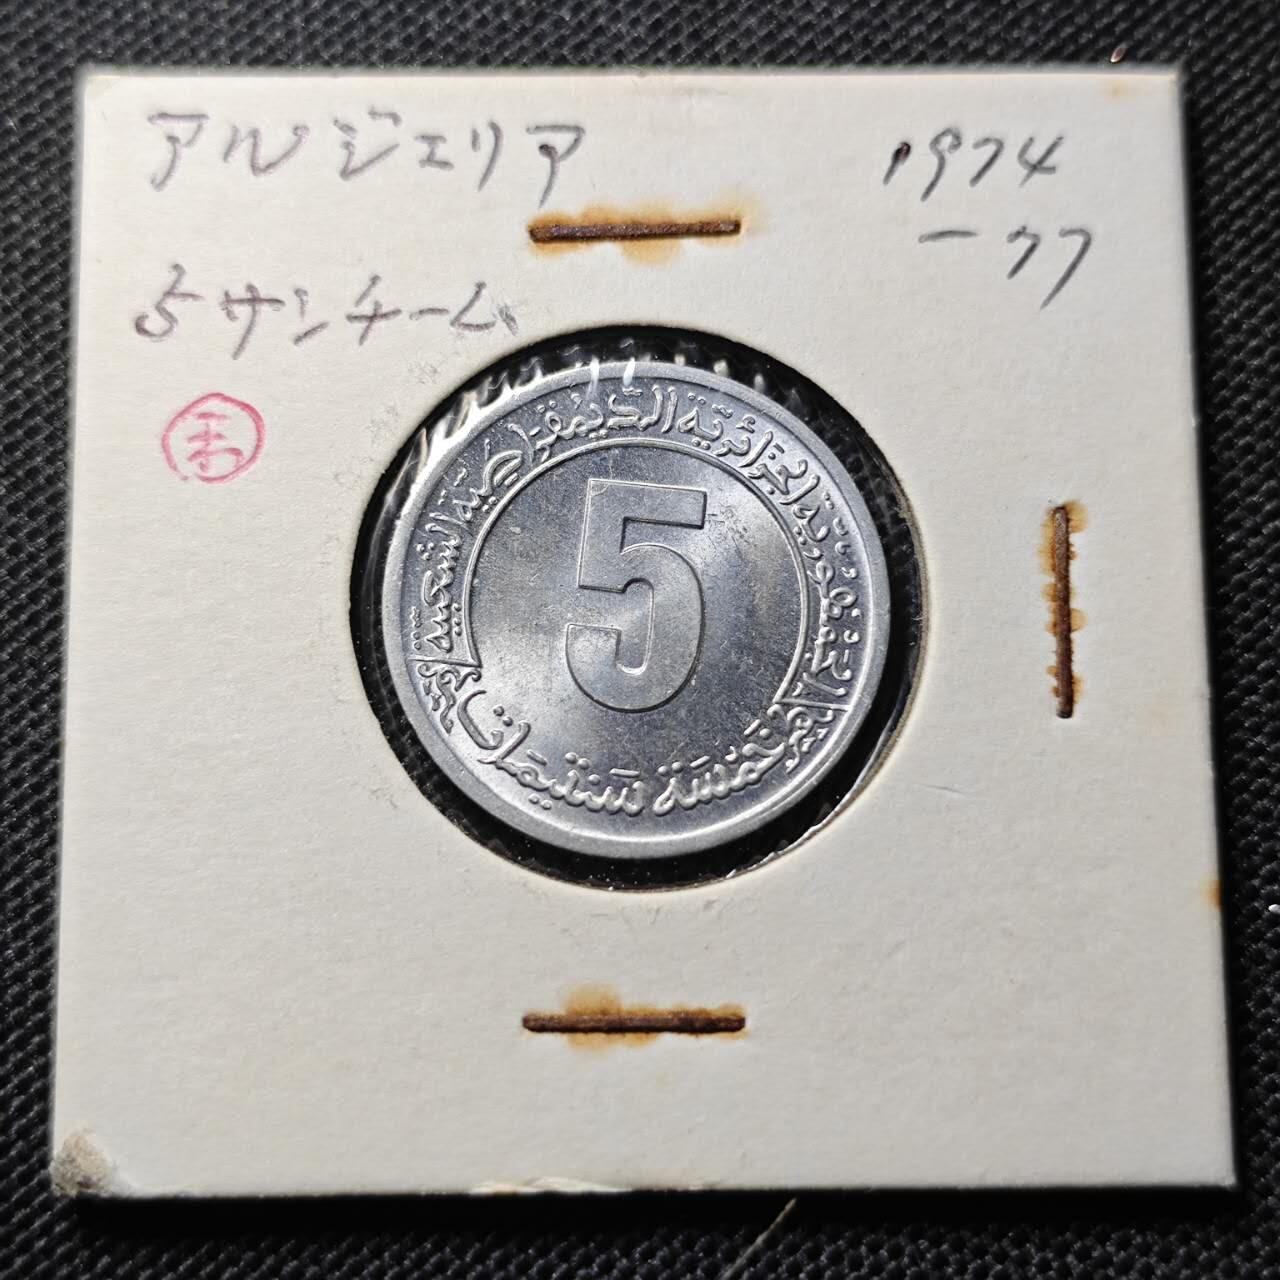 アルジェリア
1974
-77
5サンチーム
الجمهورية الجزائرية الديمقراطية الشعبية
5
خمسة سنتيمات